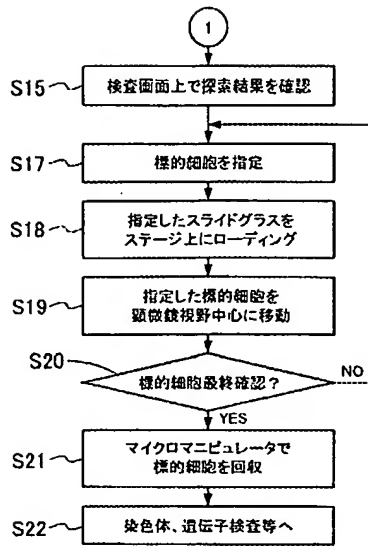 1
S15
検査画面上で探索結果を確認
S17
標的細胞を指定
S18
指定したスライドグラスを
ステージ上にローディング
S19
指定した標的細胞を
顕微鏡視野中心に移動
S20
標的細胞最終確認？
NO
YES
S21
マイクロマニピュレータで
標的細胞を回収
S22
染色体、遺伝子検査等へ